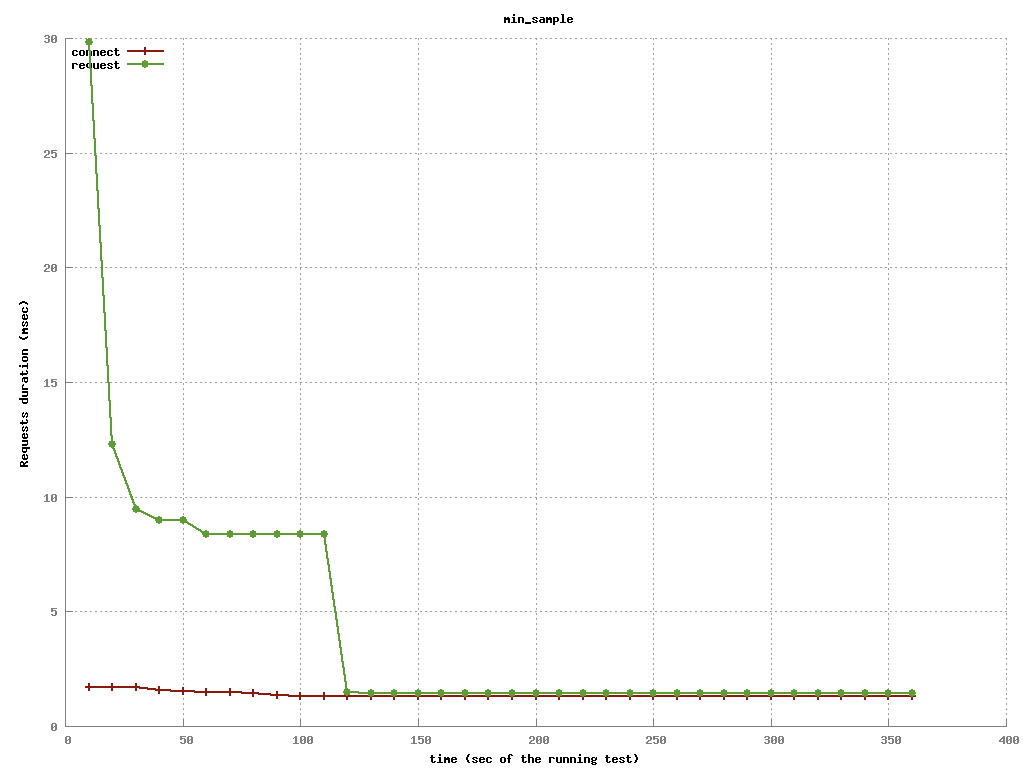 min_sample
connect
request
30
25
20
15
10
5
0
Requests duration (msec)
0 50 100 150 200 250 300 350 400
time (sec of the running test)